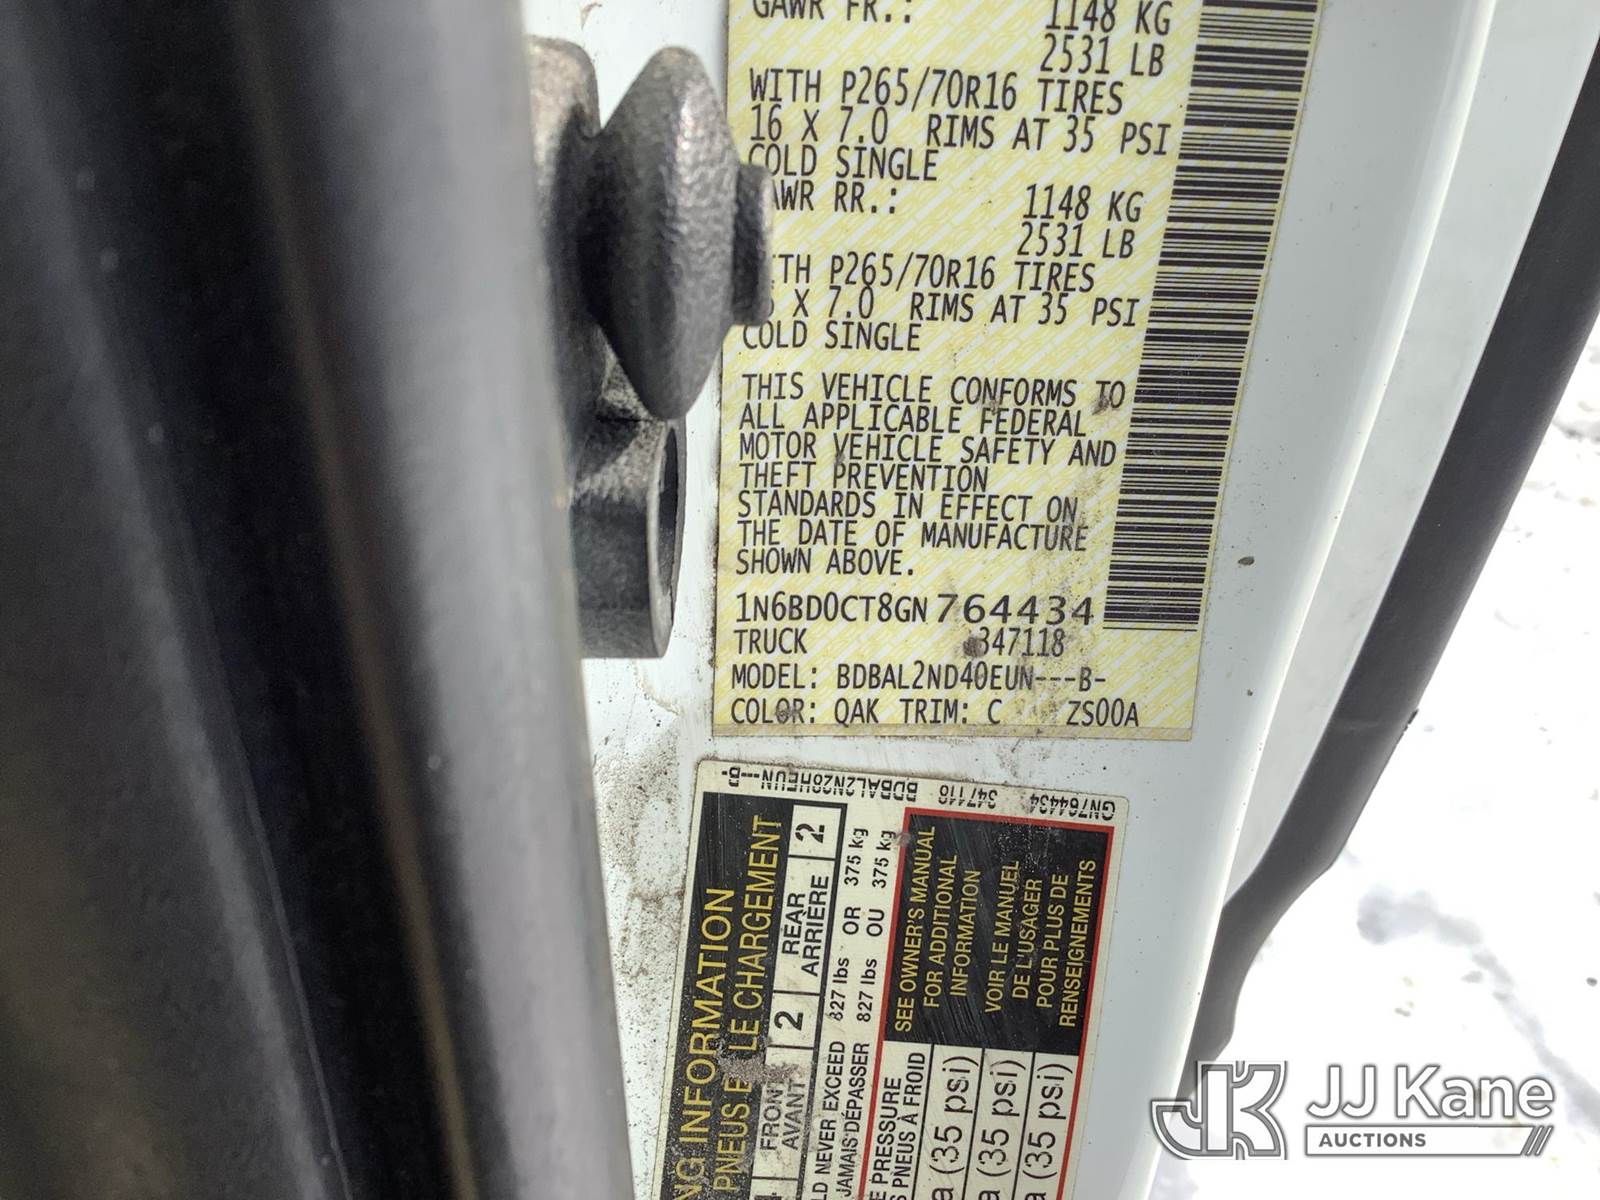 GAWR FR.: 1148 KG
2531 LB
WITH P265/70R16 TIRES
16 X 7.0 RIMS AT 35 PSI
COLD SINGLE
GAWR RR.: 1148 KG
2531 LB
WITH P265/70R16 TIRES
X 7.0 RIMS AT 35 PSI
COLD SINGLE
THIS VEHICLE CONFORMS TO
ALL APPLICABLE FEDERAL
MOTOR VEHICLE SAFETY AND
THEFT PREVENTION
STANDARDS IN EFFECT ON
THE DATE OF MANUFACTURE
SHOWN ABOVE.
1N6BD0CT8GN764434
TRUCK 347118
MODEL: BDBAL2ND40EUN---B-
COLOR: QAK TRIM: C ZS00A
GN764434 347118 BDBAL2N28HEUN---B-
NG INFORMATION
PNEUS E LE CHARGEMENT
FRONT 2 REAR 2
AVANT ARRIÈRE
LD NEVER EXCEED 827 lbs OR 375 kg
JAMAIS DÉPASSER 827 lbs OU 375 kg
E PRESSURE
S PNEUS À FROID
a (35 psi)
a (35 psi)
a (35 psi)
SEE OWNER'S MANUAL
FOR ADDITIONAL
INFORMATION
VOIR LE MANUEL
DE L'USAGER
POUR PLUS DE
RENSEIGNEMENTS
JK JJ Kane
AUCTIONS